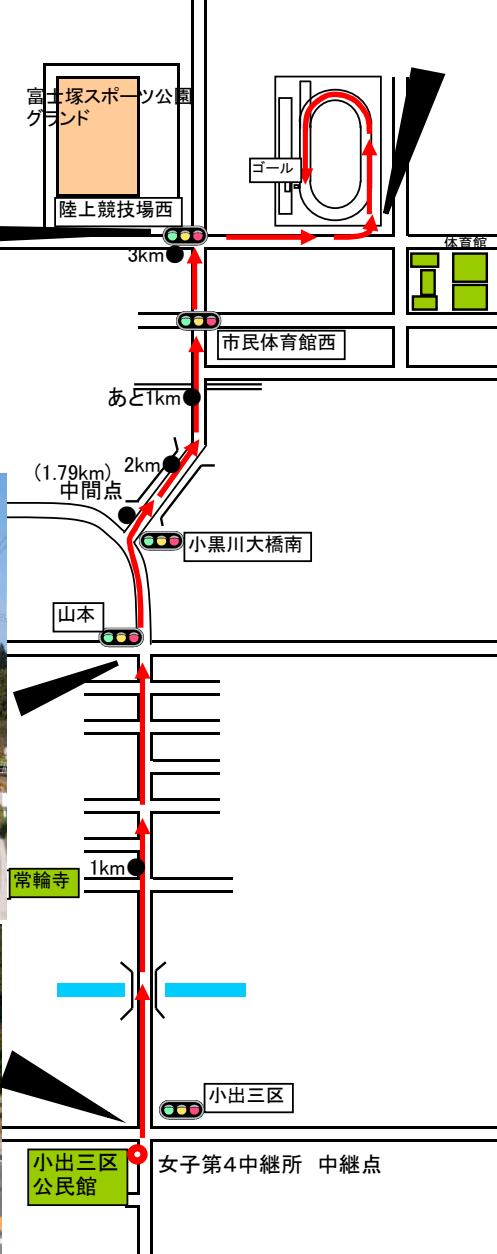 富士塚スポーツ公園
グランド
ゴール
陸上競技場西
体育館
3km
市民体育館西
あと1km
2km
(1.79km)
中間点
小黒川大橋南
山本
1km
常輪寺
小出三区
小出三区
公民館
女子第4中継所 中継点